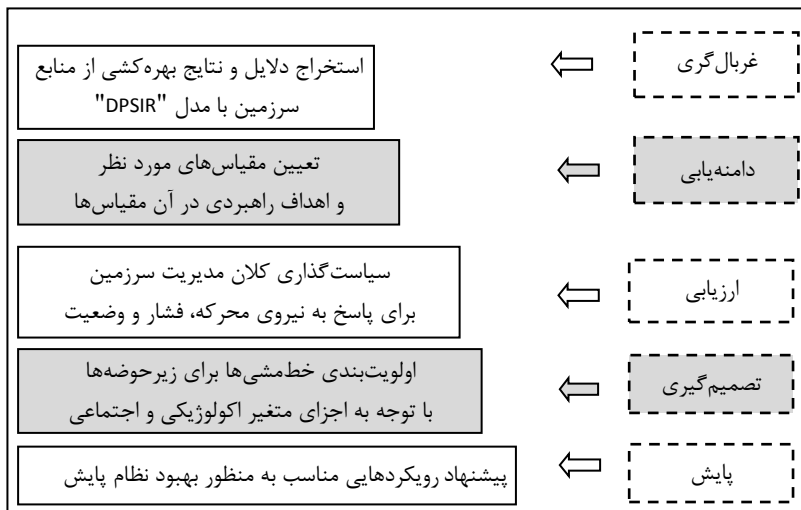 غربال‌گری
استخراج دلایل و نتایج بهره‌کشی از منابع
سرزمین با مدل "DPSIR"
دامنه‌یابی
تعیین مقیاس‌های مورد نظر
و اهداف راهبردی در آن مقیاس‌ها
ارزیابی
سیاست‌گذاری کلان مدیریت سرزمین
برای پاسخ به نیروی محرکه، فشار و وضعیت
تصمیم‌گیری
اولویت‌بندی خط‌مشی‌ها برای زیرحوضه‌ها
با توجه به اجزای متغیر اکولوژیکی و اجتماعی
پایش
پیشنهاد رویکردهایی مناسب به منظور بهبود نظام پایش